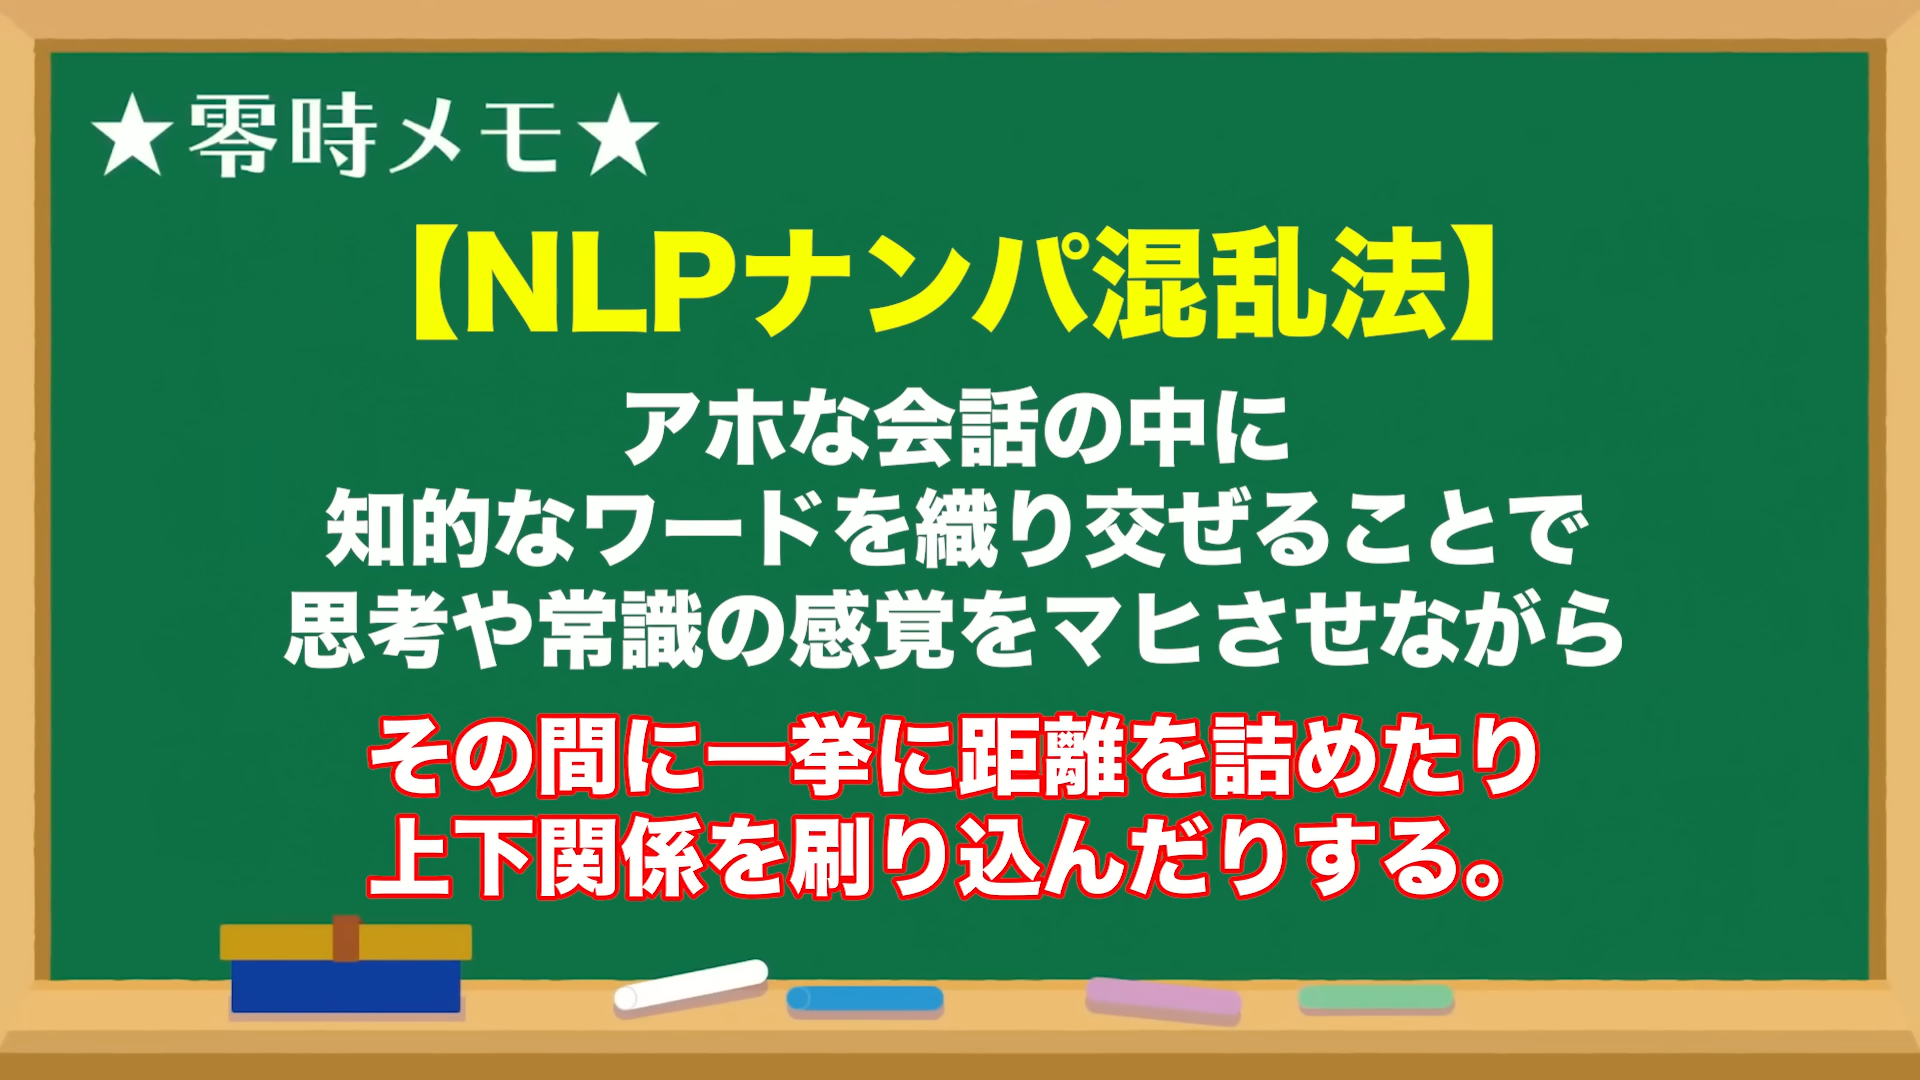 ★零時メモ★
【NLPナンパ混乱法】
アホな会話の中に
知的なワードを織り交ぜることで
思考や常識の感覚をマヒさせながら
その間に一挙に距離を詰めたり
上下関係を刷り込んだりする。